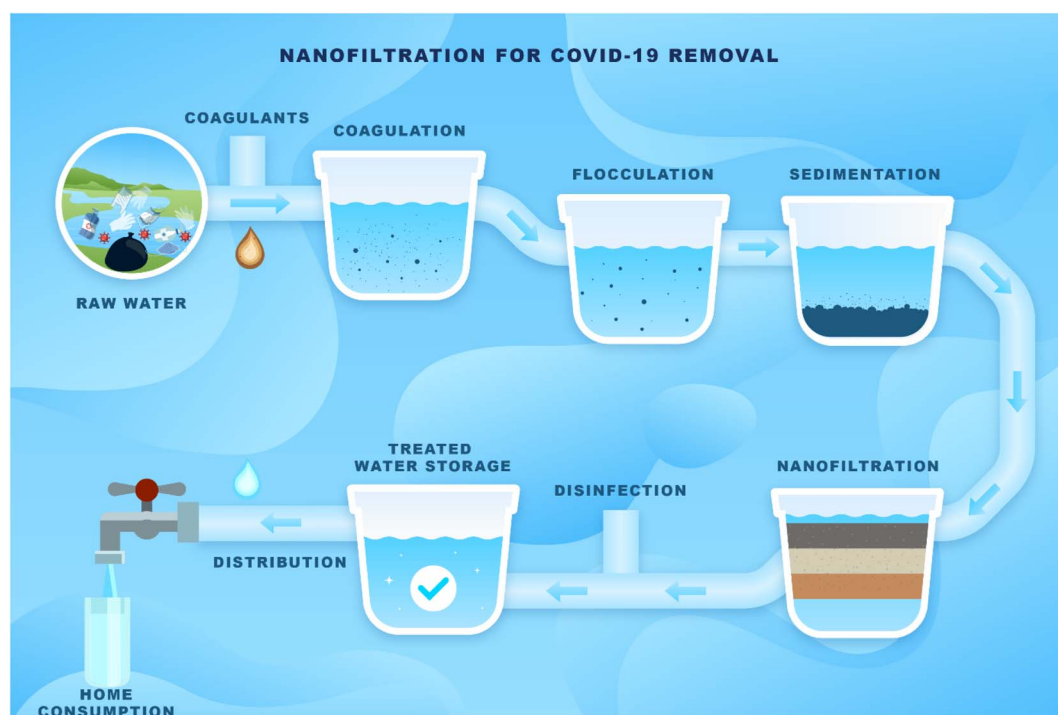 NANOFILTRATION FOR COVID-19 REMOVAL
COAGULANTS
COAGULATION
FLOCCULATION
SEDIMENTATION
RAW WATER
NANOFILTRATION
DISINFECTION
TREATED
WATER STORAGE
DISTRIBUTION
HOME
CONSUMPTION